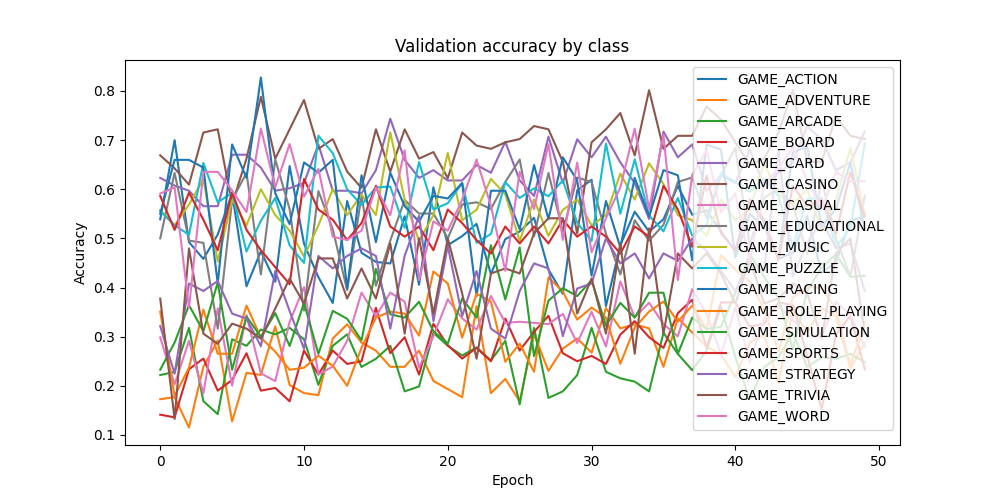 Validation accuracy by class
Accuracy
0.8
0.7
0.6
0.5
0.4
0.3
0.2
0.1
0
10
20
30
40
50
Epoch
GAME_ACTION
GAME_ADVENTURE
GAME_ARCADE
GAME_BOARD
GAME_CARD
GAME_CASINO
GAME_CASUAL
GAME_EDUCATIONAL
GAME_MUSIC
GAME_PUZZLE
GAME_RACING
GAME_ROLE_PLAYING
GAME_SIMULATION
GAME_SPORTS
GAME_STRATEGY
GAME_TRIVIA
GAME_WORD